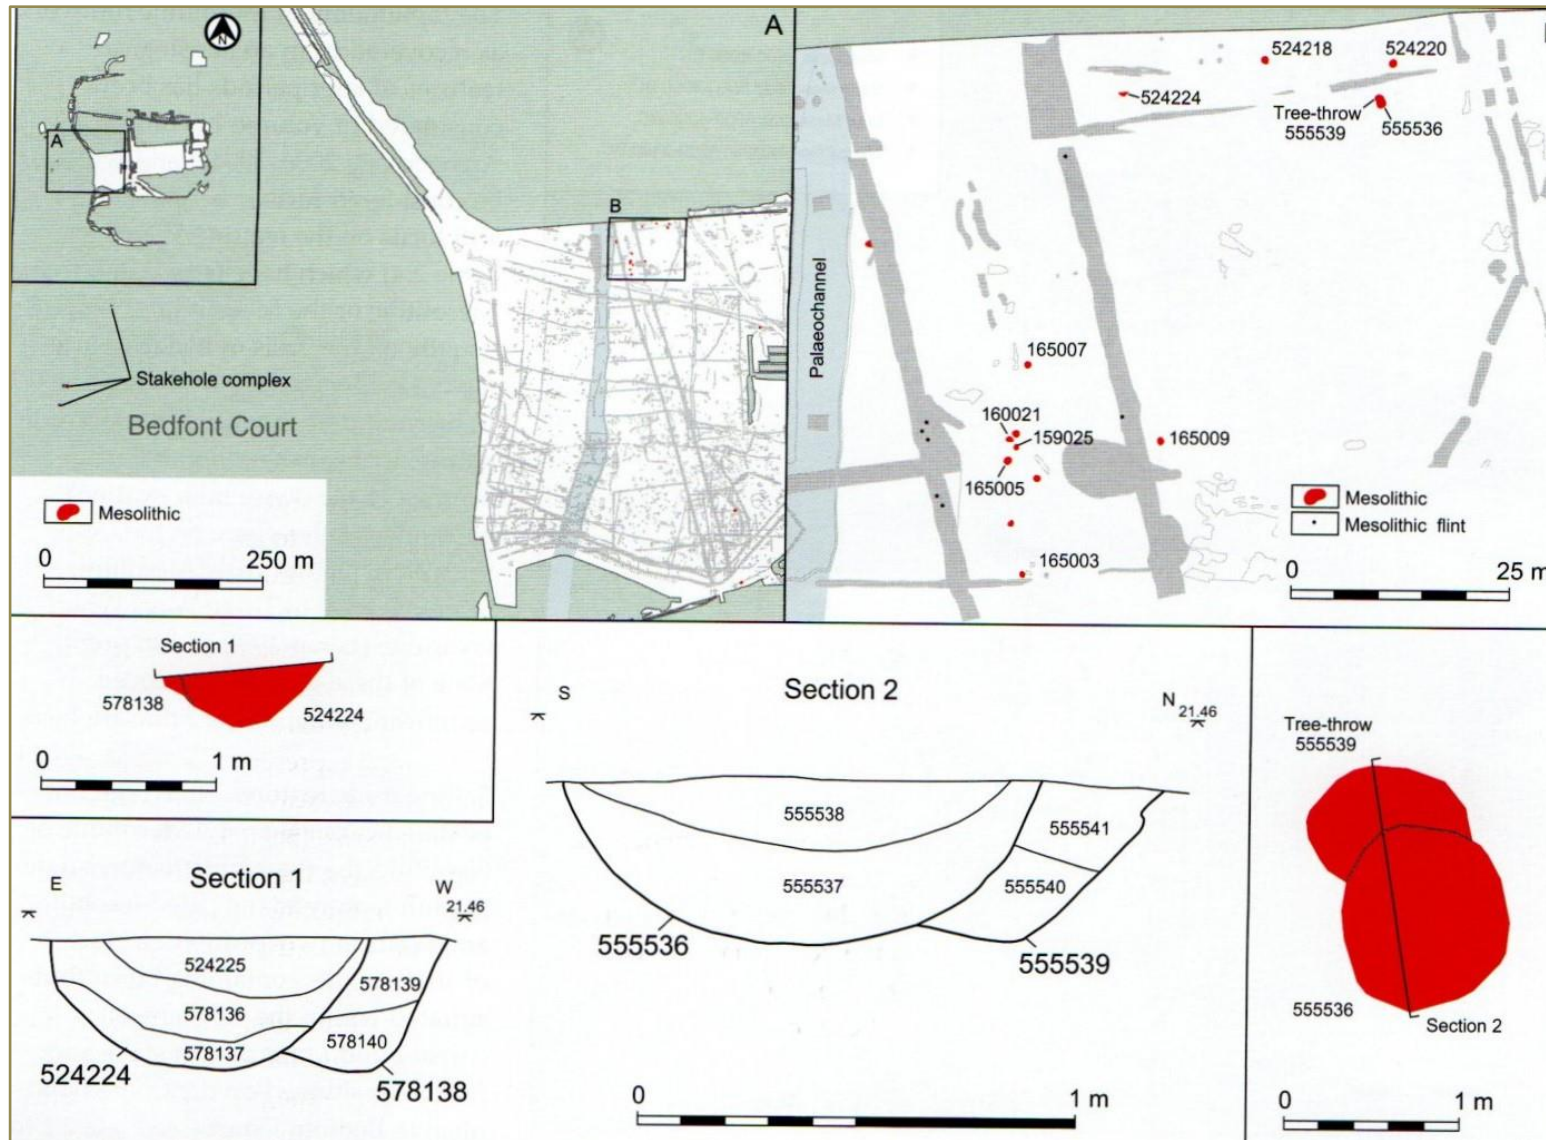 N
A
A
B
Stakehole complex
Bedfont Court
Mesolithic
0 250 m
524218
524220
524224
Tree-throw
555539
555536
Palaeochannel
165007
160021
159025
165009
165005
165003
Mesolithic
Mesolithic flint
0 25 m
Section 1
578138
524224
0 1 m
E
Section 1
W
21.46
524225
578139
578136
578137
578140
524224
578138
S
Section 2
N 21.46
555538
555541
555537
555540
555536
555539
0 1 m
Tree-throw
555539
555536
Section 2
0 1 m